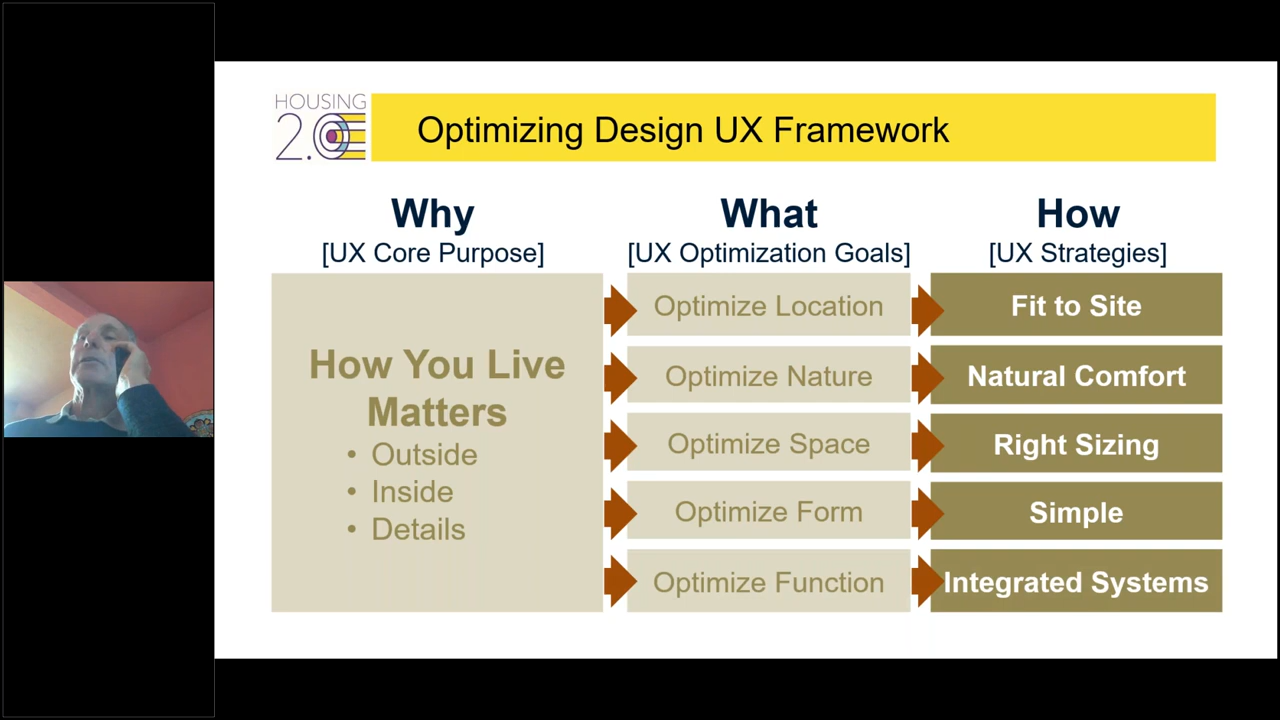 HOUSING
2.0
Optimizing Design UX Framework
Why
[UX Core Purpose]
How You Live
Matters
• Outside
• Inside
• Details
What
[UX Optimization Goals]
Optimize Location
Optimize Nature
Optimize Space
Optimize Form
Optimize Function
How
[UX Strategies]
Fit to Site
Natural Comfort
Right Sizing
Simple
Integrated Systems